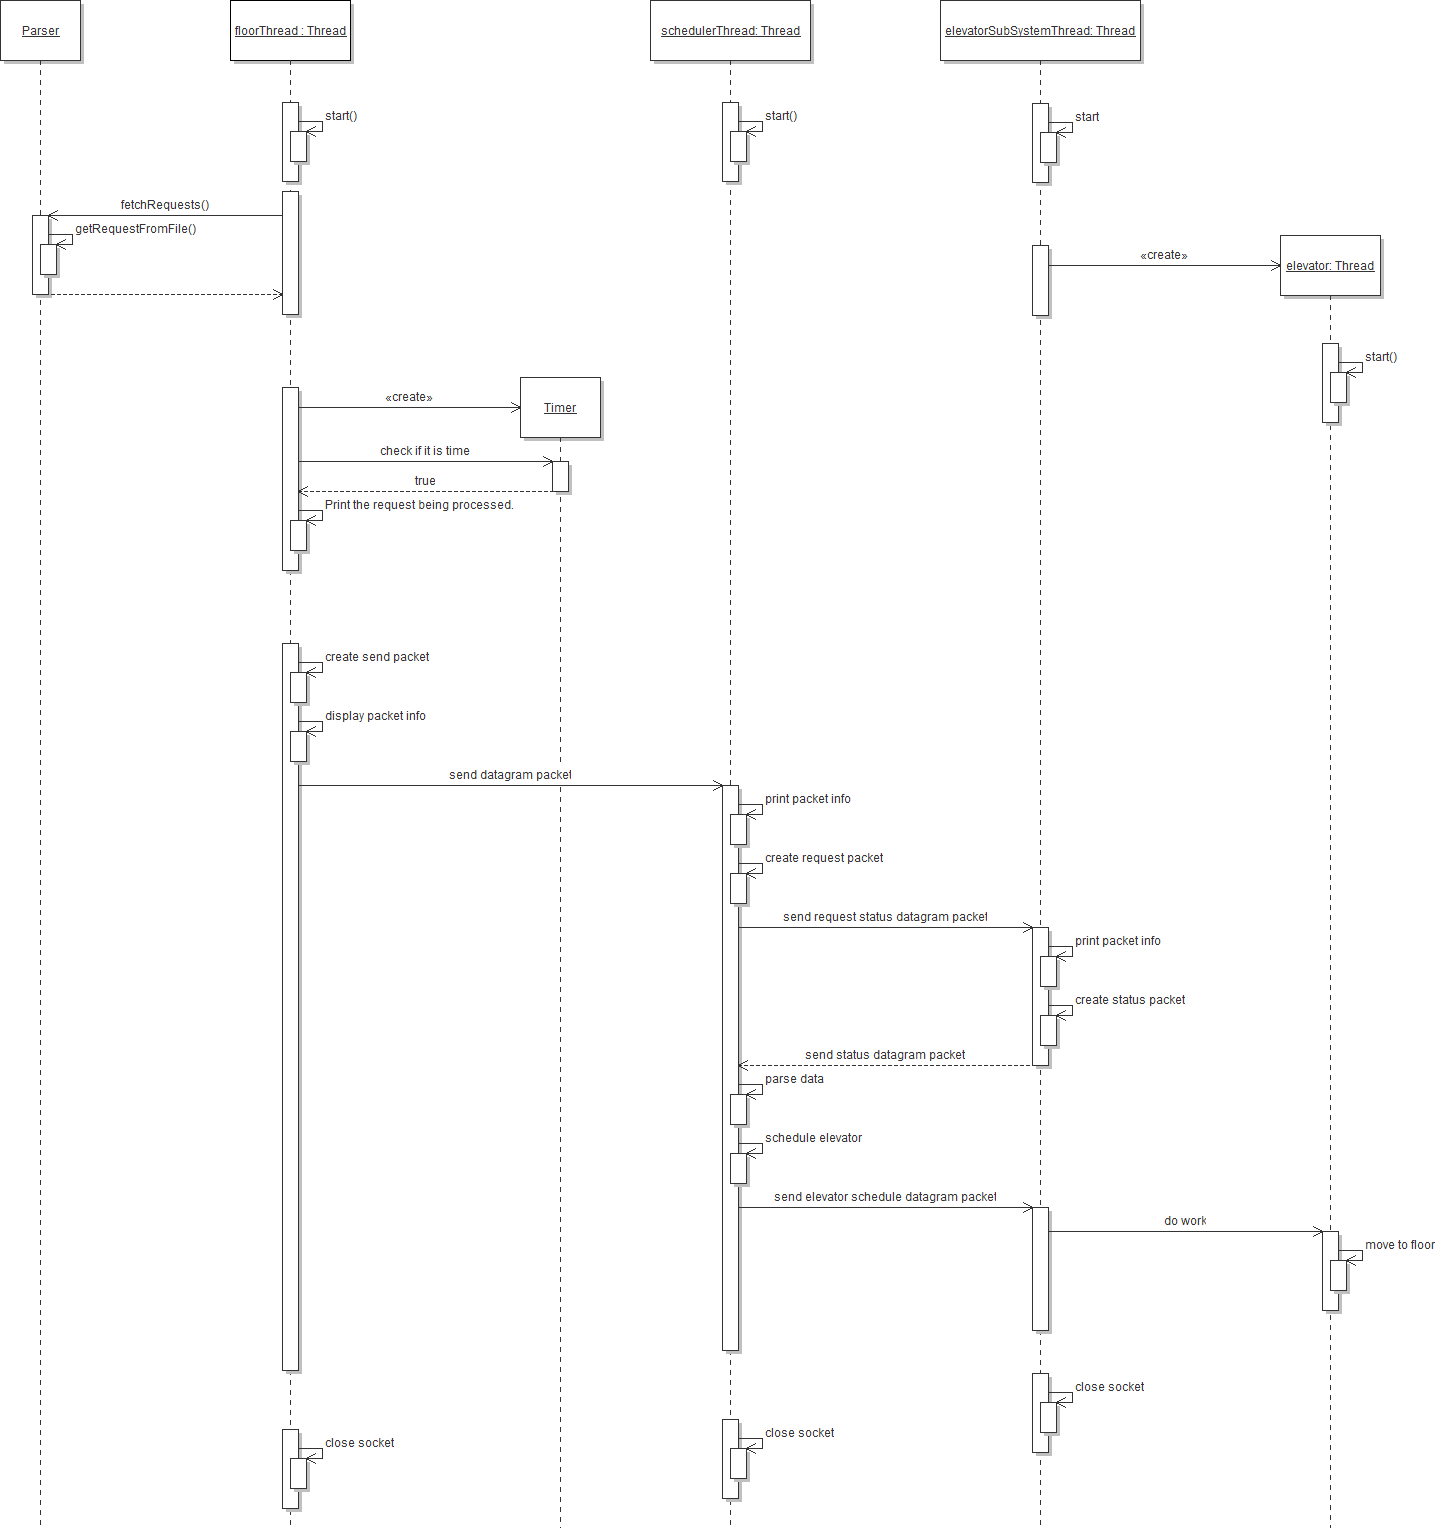 Parser
floorThread : Thread
schedulerThread: Thread
elevatorSubSystemThread: Thread
start()
start()
start
fetchRequests()
getRequestFromFile()
«create»
elevator: Thread
start()
«create»
Timer
check if it is time
true
Print the request being processed.
create send packet
display packet info
send datagram packet
print packet info
create request packet
send request status datagram packet
print packet info
create status packet
send status datagram packet
parse data
schedule elevator
send elevator schedule datagram packet
do work
move to floor
close socket
close socket
close socket